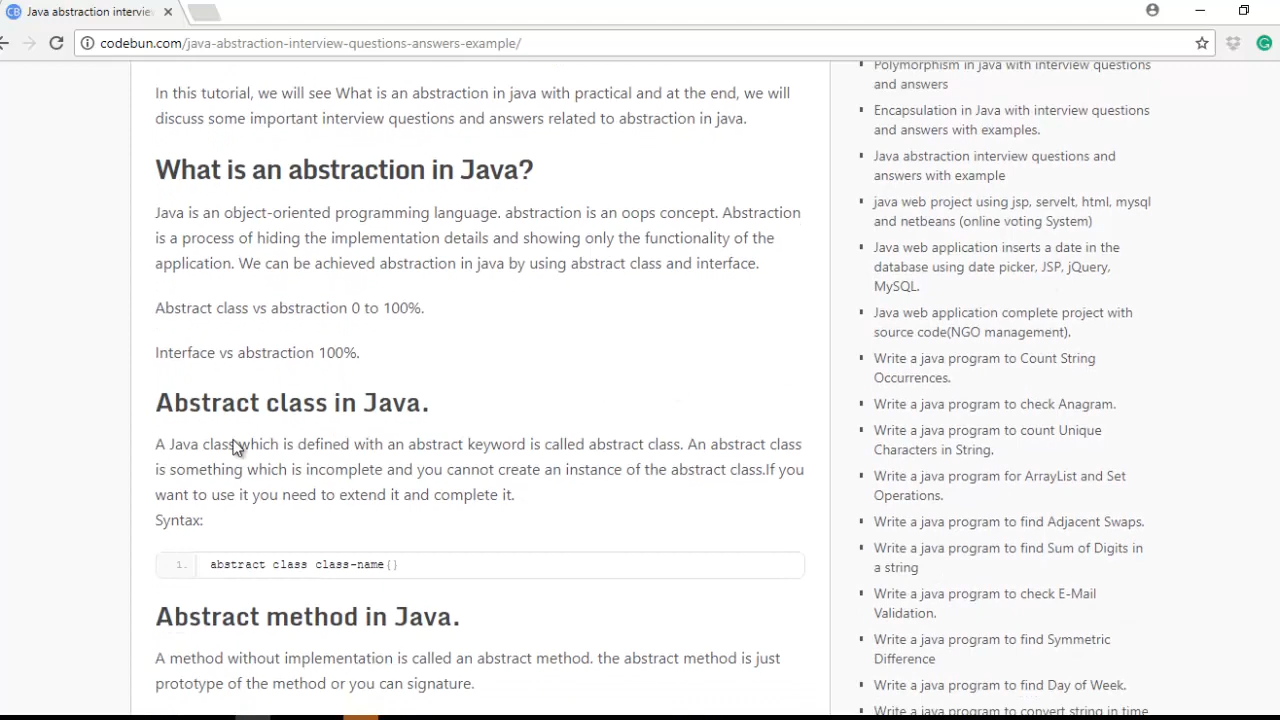 Java abstraction intervie
codebun.com/java-abstraction-interview-questions-answers-example/
In this tutorial, we will see What is an abstraction in java with practical and at the end, we will
discuss some important interview questions and answers related to abstraction in java.
What is an abstraction in Java?
Java is an object-oriented programming language. abstraction is an oops concept. Abstraction
is a process of hiding the implementation details and showing only the functionality of the
application. We can be achieved abstraction in java by using abstract class and interface.
Abstract class vs abstraction 0 to 100%.
Interface vs abstraction 100%.
Abstract class in Java.
A Java class which is defined with an abstract keyword is called abstract class. An abstract class
is something which is incomplete and you cannot create an instance of the abstract class.If you
want to use it you need to extend it and complete it.
Syntax:
1. abstract class class-name{}
Abstract method in Java.
A method without implementation is called an abstract method. the abstract method is just
prototype of the method or you can signature.
Polymorphism in java with interview questions
and answers
Encapsulation in Java with interview questions
and answers with examples.
Java abstraction interview questions and
answers with example
java web project using jsp, servelt, html, mysql
and netbeans (online voting System)
Java web application inserts a date in the
database using date picker, JSP, jQuery,
MySQL.
Java web application complete project with
source code(NGO management).
Write a java program to Count String
Occurrences.
Write a java program to check Anagram.
Write a java program to count Unique
Characters in String.
Write a java program for ArrayList and Set
Operations.
Write a java program to find Adjacent Swaps.
Write a java program to find Sum of Digits in
a string
Write a java program to check E-Mail
Validation.
Write a java program to find Symmetric
Difference
Write a java program to find Day of Week.
Write a java program to convert string in time